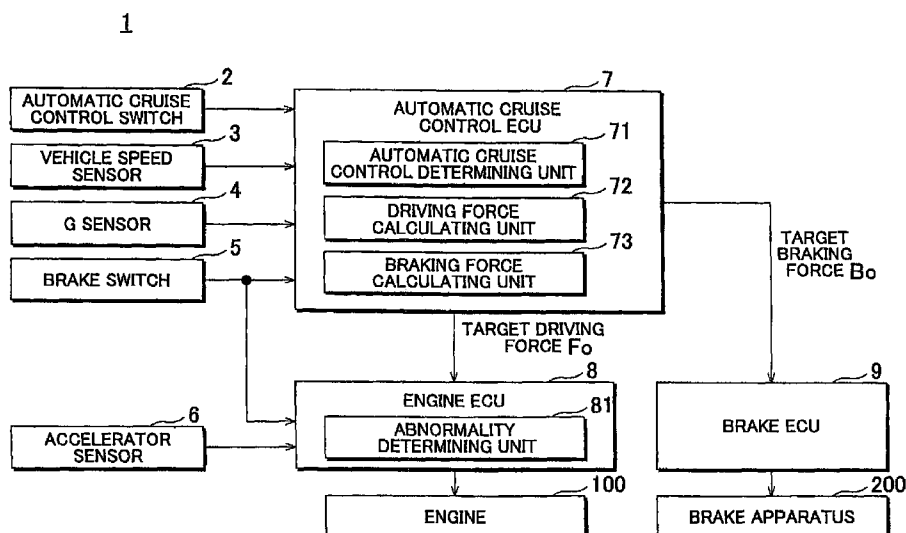 1
2
AUTOMATIC CRUISE
CONTROL SWITCH
3
VEHICLE SPEED
SENSOR
4
G SENSOR
5
BRAKE SWITCH
6
ACCELERATOR
SENSOR
7
AUTOMATIC CRUISE
CONTROL ECU
71
AUTOMATIC CRUISE
CONTROL DETERMINING UNIT
72
DRIVING FORCE
CALCULATING UNIT
73
BRAKING FORCE
CALCULATING UNIT
TARGET
BRAKING
FORCE Bo
TARGET DRIVING
FORCE Fo
8
ENGINE ECU
81
ABNORMALITY
DETERMINING UNIT
9
BRAKE ECU
100
ENGINE
200
BRAKE APPARATUS